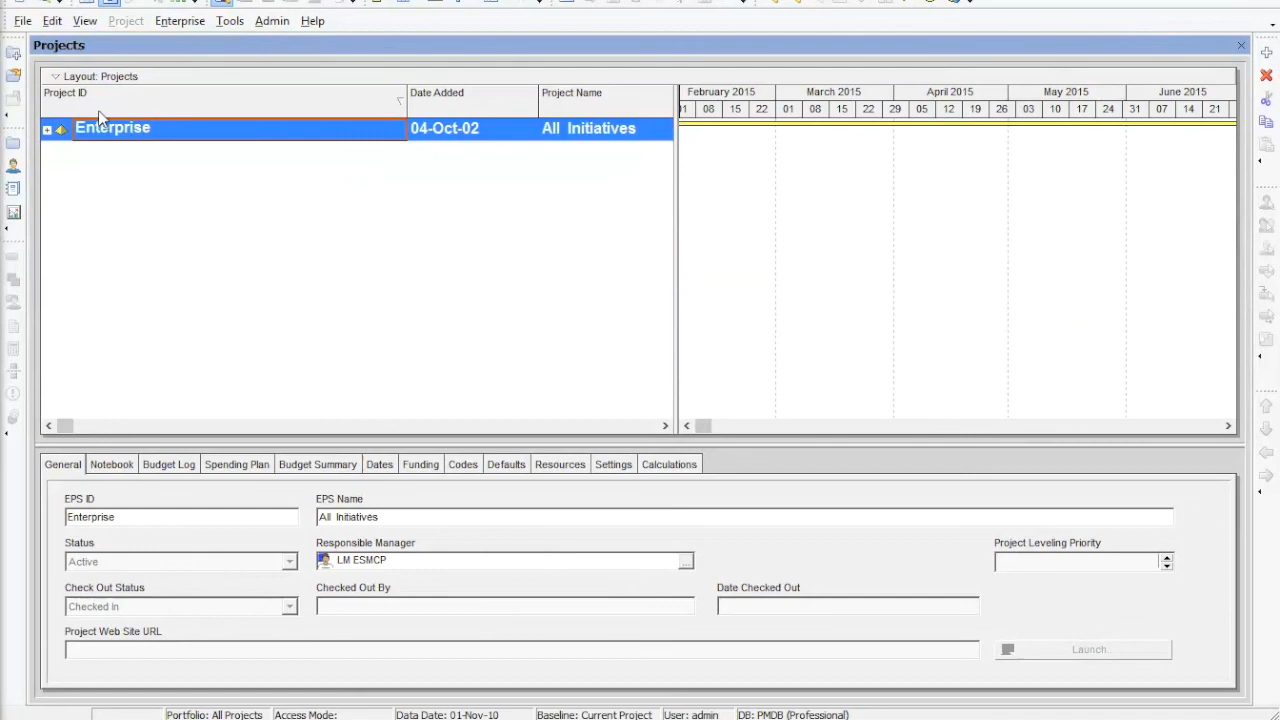 File Edit View Project Enterprise Tools Admin Help
Projects
Layout: Projects
Project ID Date Added Project Name
February 2015 March 2015 April 2015 May 2015 June 2015
08 15 22 01 08 15 22 29 05 12 19 26 03 10 17 24 31 07 14 21
Enterprise 04-Oct-02 All Initiatives
General Notebook Budget Log Spending Plan Budget Summary Dates Funding Codes Defaults Resources Settings Calculations
EPS ID EPS Name
Enterprise All Initiatives
Status Responsible Manager Project Leveling Priority
Active LM ESMCP ...
Check Out Status Checked Out By Date Checked Out
Checked In
Project Web Site URL
Launch
Portfolio: All Projects Access Mode: Data Date: 01-Nov-10 Baseline: Current Project User: admin DB: PMDB (Professional)